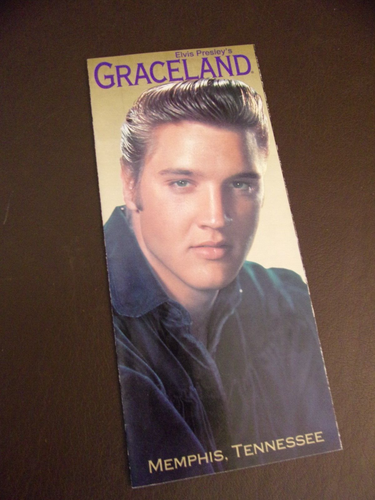 Elvis Presley's
GRACELAND
MEMPHIS, TENNESSEE